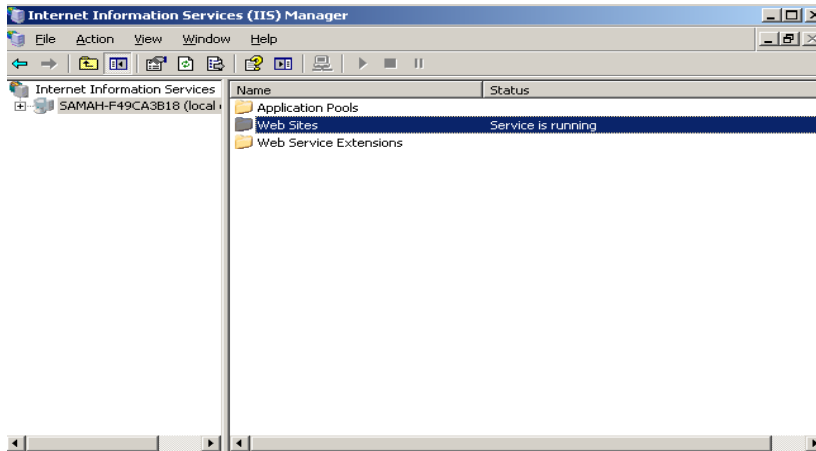 Internet Information Services (IIS) Manager
File Action View Window Help
Internet Information Services
SAMAH-F49CA3B18 (local
Name Status
Application Pools
Web Sites Service is running
Web Service Extensions